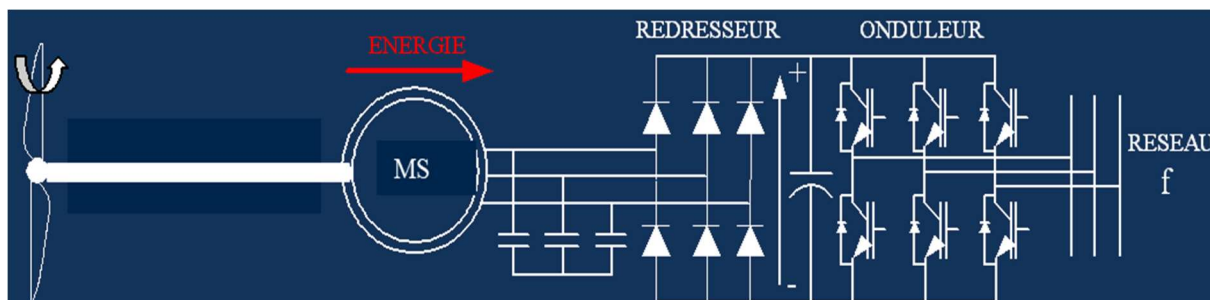 REDRESSEUR
ONDULEUR
ENERGIE
+
MS
RESEAU
f
-